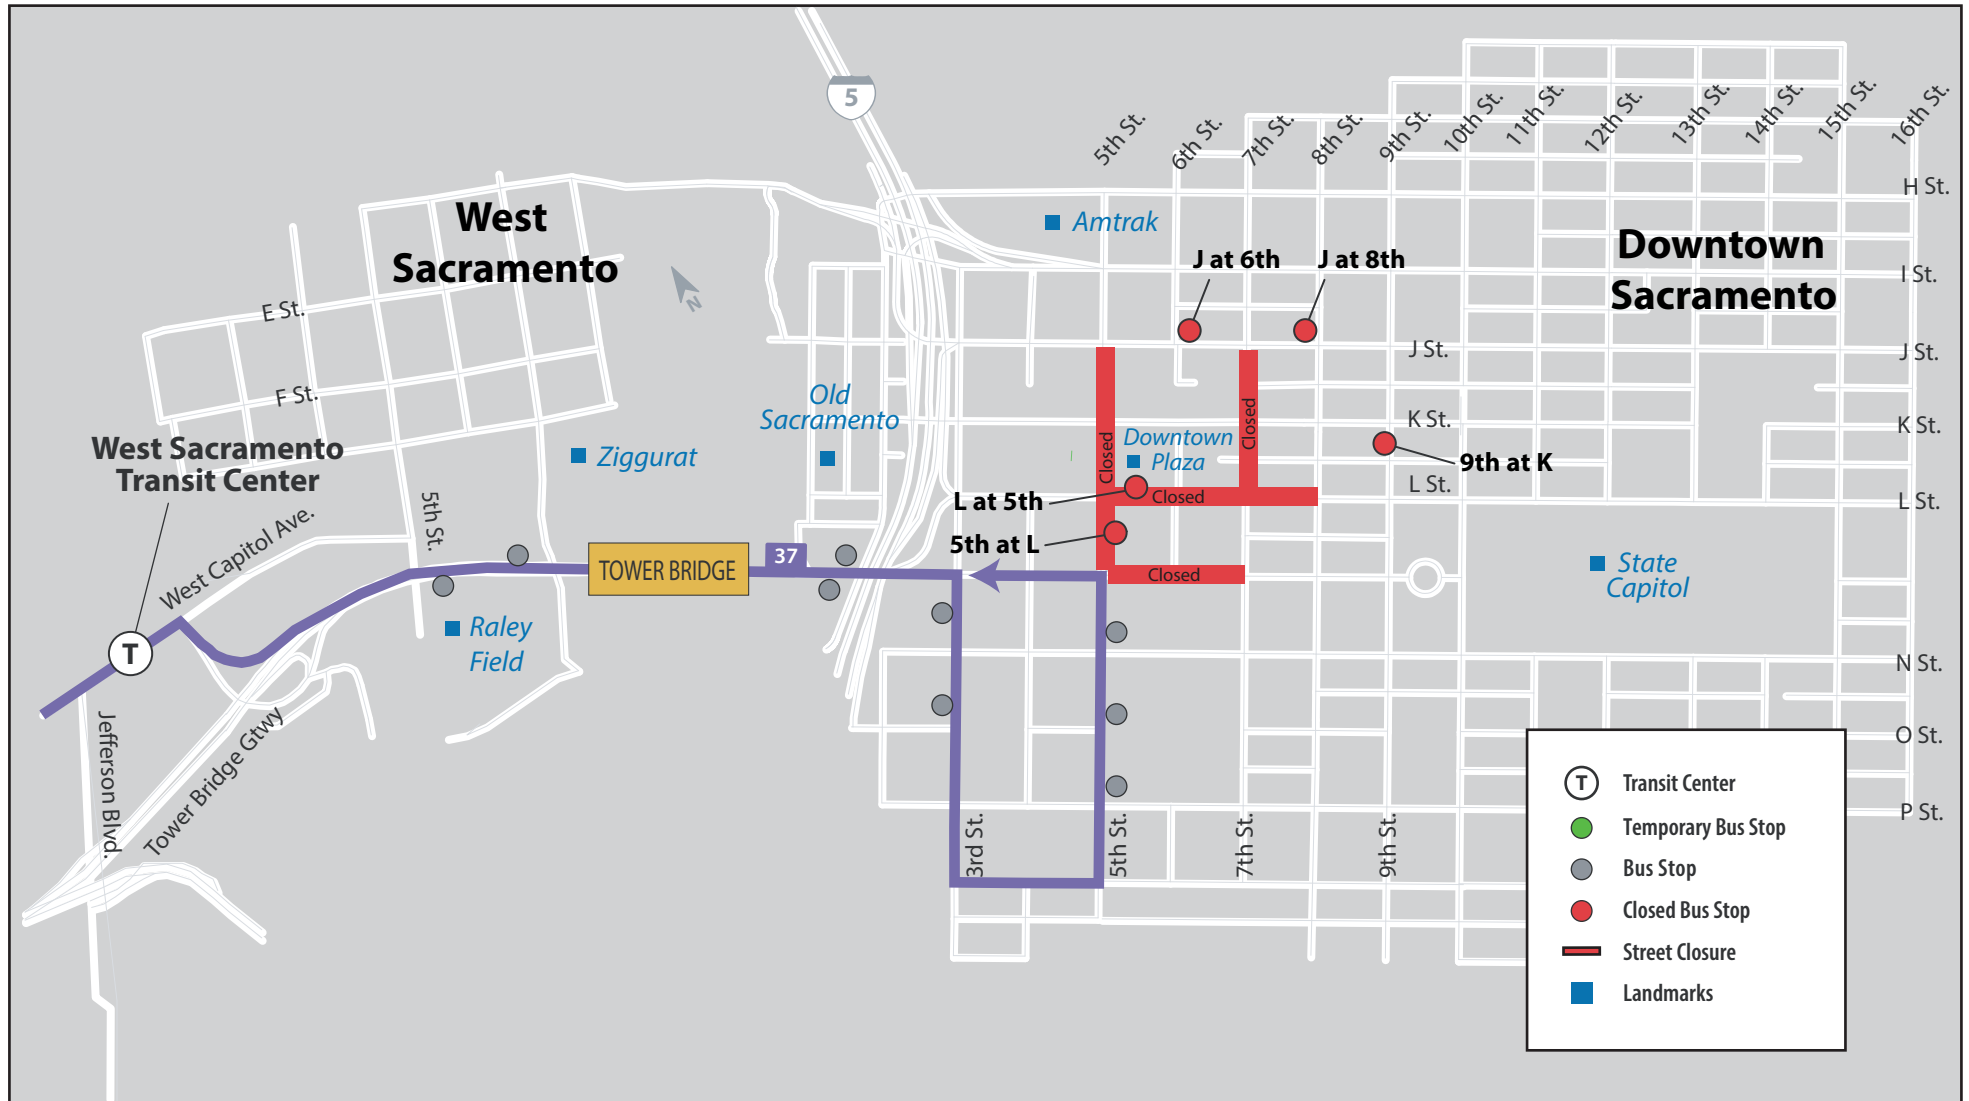 5
5th St.
6th St.
7th St.
8th St.
9th St.
10th St.
11th St.
12th St.
13th St.
14th St.
15th St.
16th St.
H St.
West
Sacramento
Amtrak
Downtown
Sacramento
J at 6th
J at 8th
I St.
N
E St.
F St.
J St.
J St.
Old
Sacramento
K St.
K St.
West Sacramento
Transit Center
Ziggurat
Closed
Downtown
Plaza
Closed
9th at K
L St.
L St.
L at 5th
Closed
5th at L
West Capitol Ave.
5th St.
TOWER BRIDGE
37
Closed
State
Capitol
T
Raley
Field
N St.
Jefferson Blvd.
Tower Bridge Gtwy
O St.
P St.
3rd St.
5th St.
7th St.
9th St.
T
Transit Center
Temporary Bus Stop
Bus Stop
Closed Bus Stop
Street Closure
Landmarks